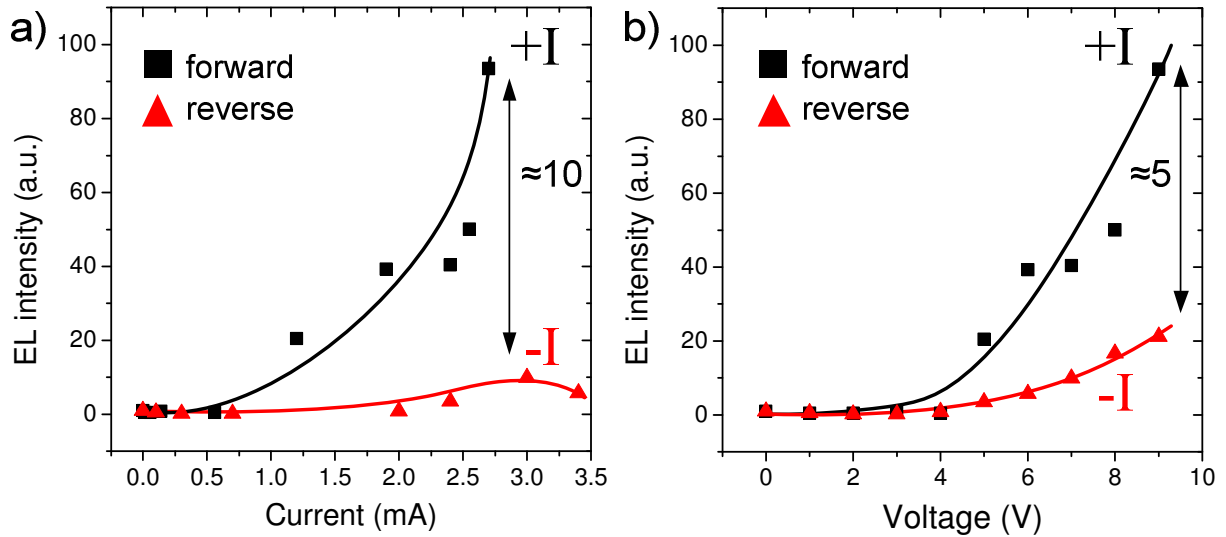 a)
100
80
60
40
20
0
EL intensity (a.u.)
forward
reverse
+I
≈10
-I
0.0 0.5 1.0 1.5 2.0 2.5 3.0 3.5
Current (mA)
b)
100
80
60
40
20
0
EL intensity (a.u.)
forward
reverse
+I
≈5
-I
0 2 4 6 8 10
Voltage (V)